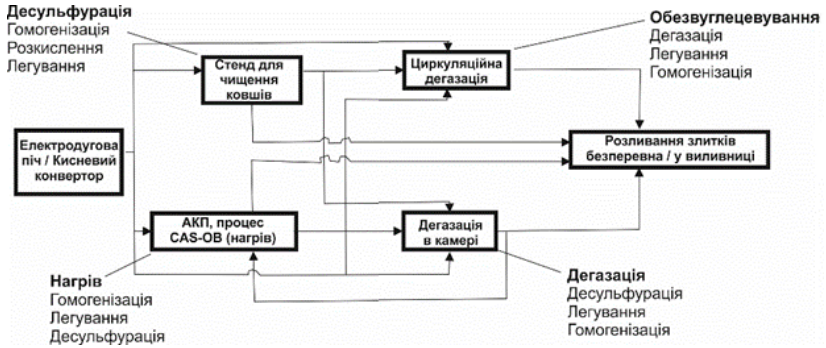 Десульфурація
Гомогенізація
Розкислення
Легування
Обезвуглецевування
Дегазація
Легування
Гомогенізація
Стенд для
чищення
ковшів
Циркуляційна
дегазація
Електродугова
піч / Кисневий
конвертор
Розливання злитків
безперевна / у виливниці
АКП, процес
CAS-OB (нагрів)
Дегазація
в камері
Нагрів
Гомогенізація
Легування
Десульфурація
Дегазація
Десульфурація
Легування
Гомогенізація